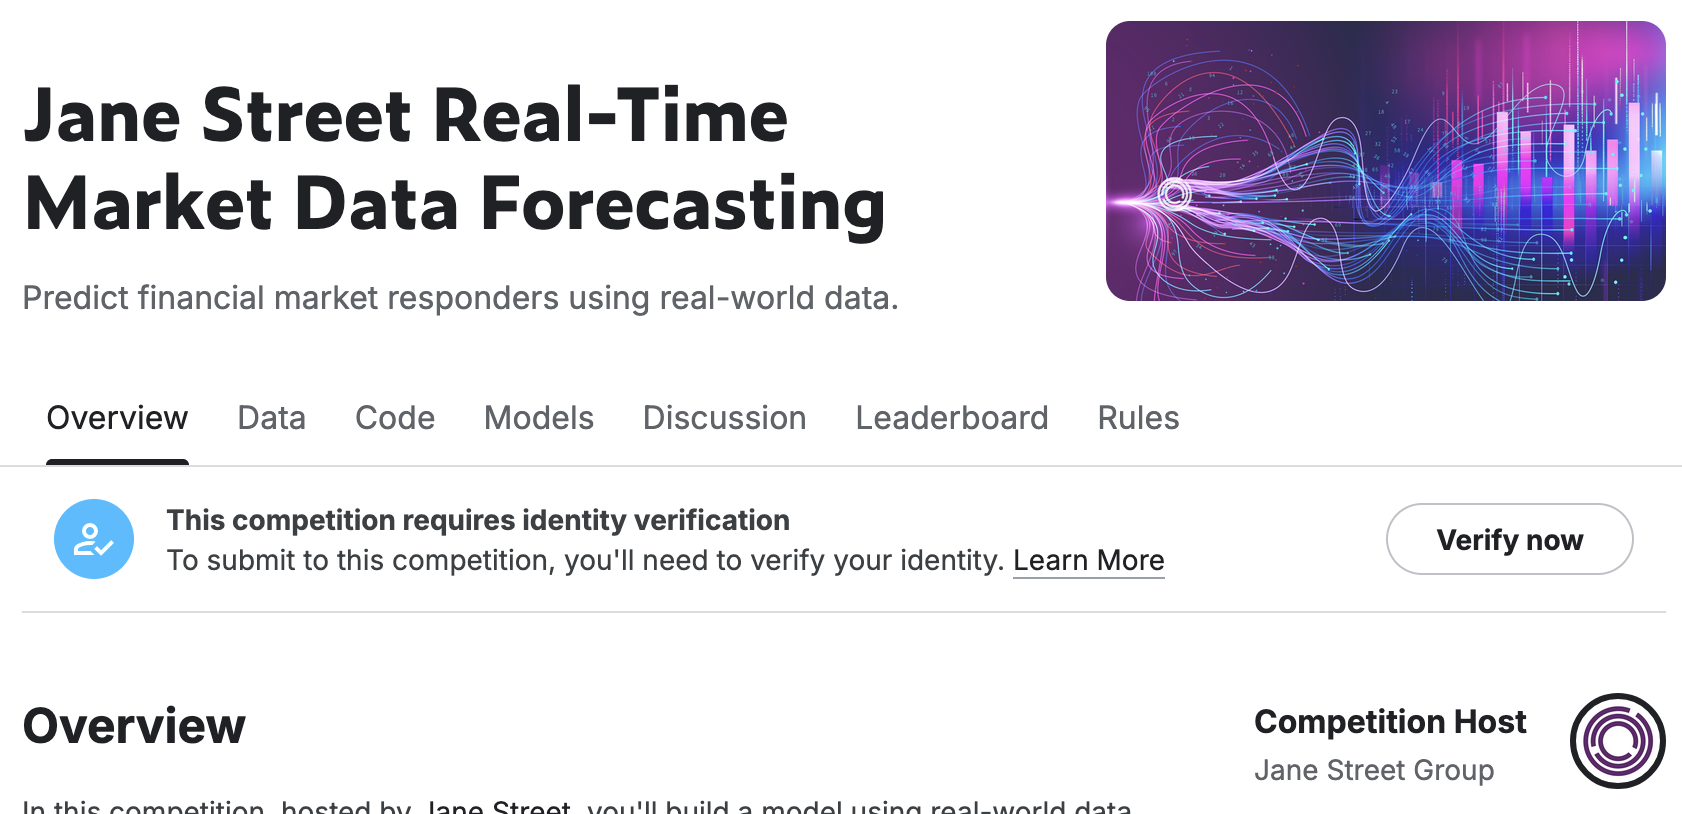 Jane Street Real-Time
Market Data Forecasting
Predict financial market responders using real-world data.
Overview Data Code Models Discussion Leaderboard Rules
This competition requires identity verification
To submit to this competition, you'll need to verify your identity. Learn More
Verify now
Overview
In this competition, hosted by Jane Street, you'll build a model using real-world data
Competition Host
Jane Street Group